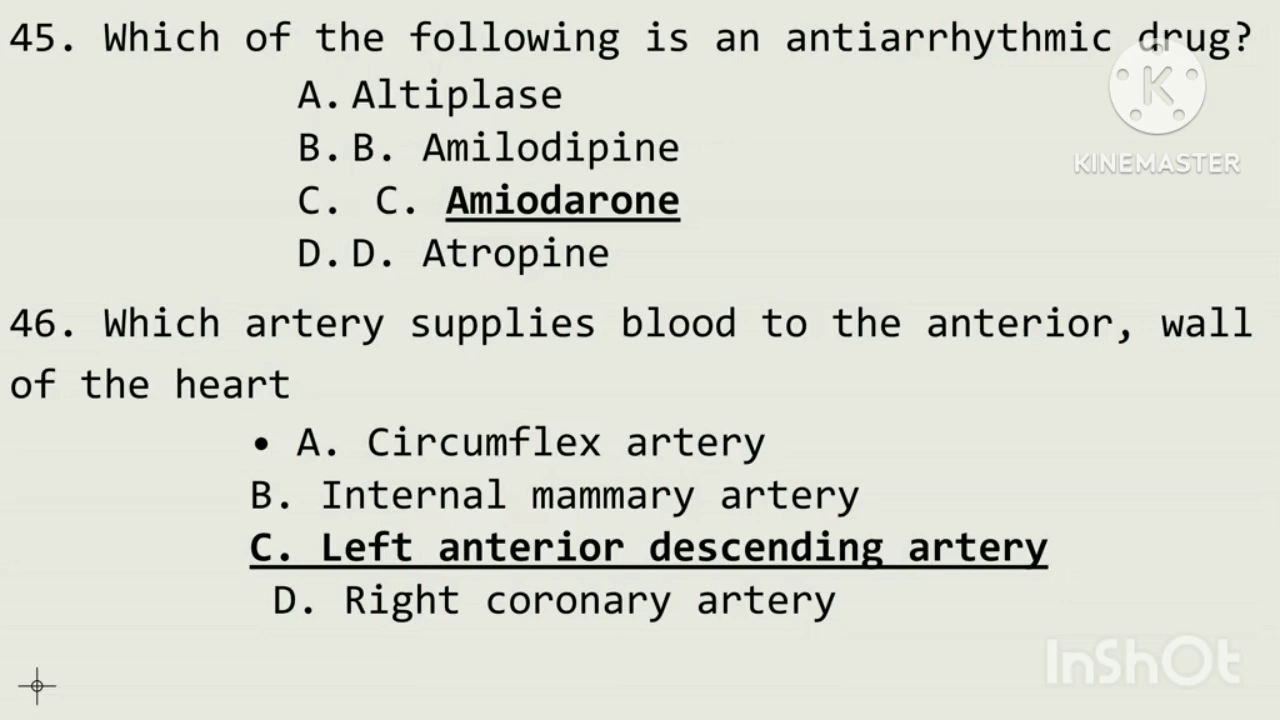 45. Which of the following is an antiarrhythmic drug?
A. Altiplase
B. B. Amilodipine
C. C. Amiodarone
D. D. Atropine
46. Which artery supplies blood to the anterior, wall
of the heart
• A. Circumflex artery
B. Internal mammary artery
C. Left anterior descending artery
D. Right coronary artery
K
KINEMASTER
InShOt